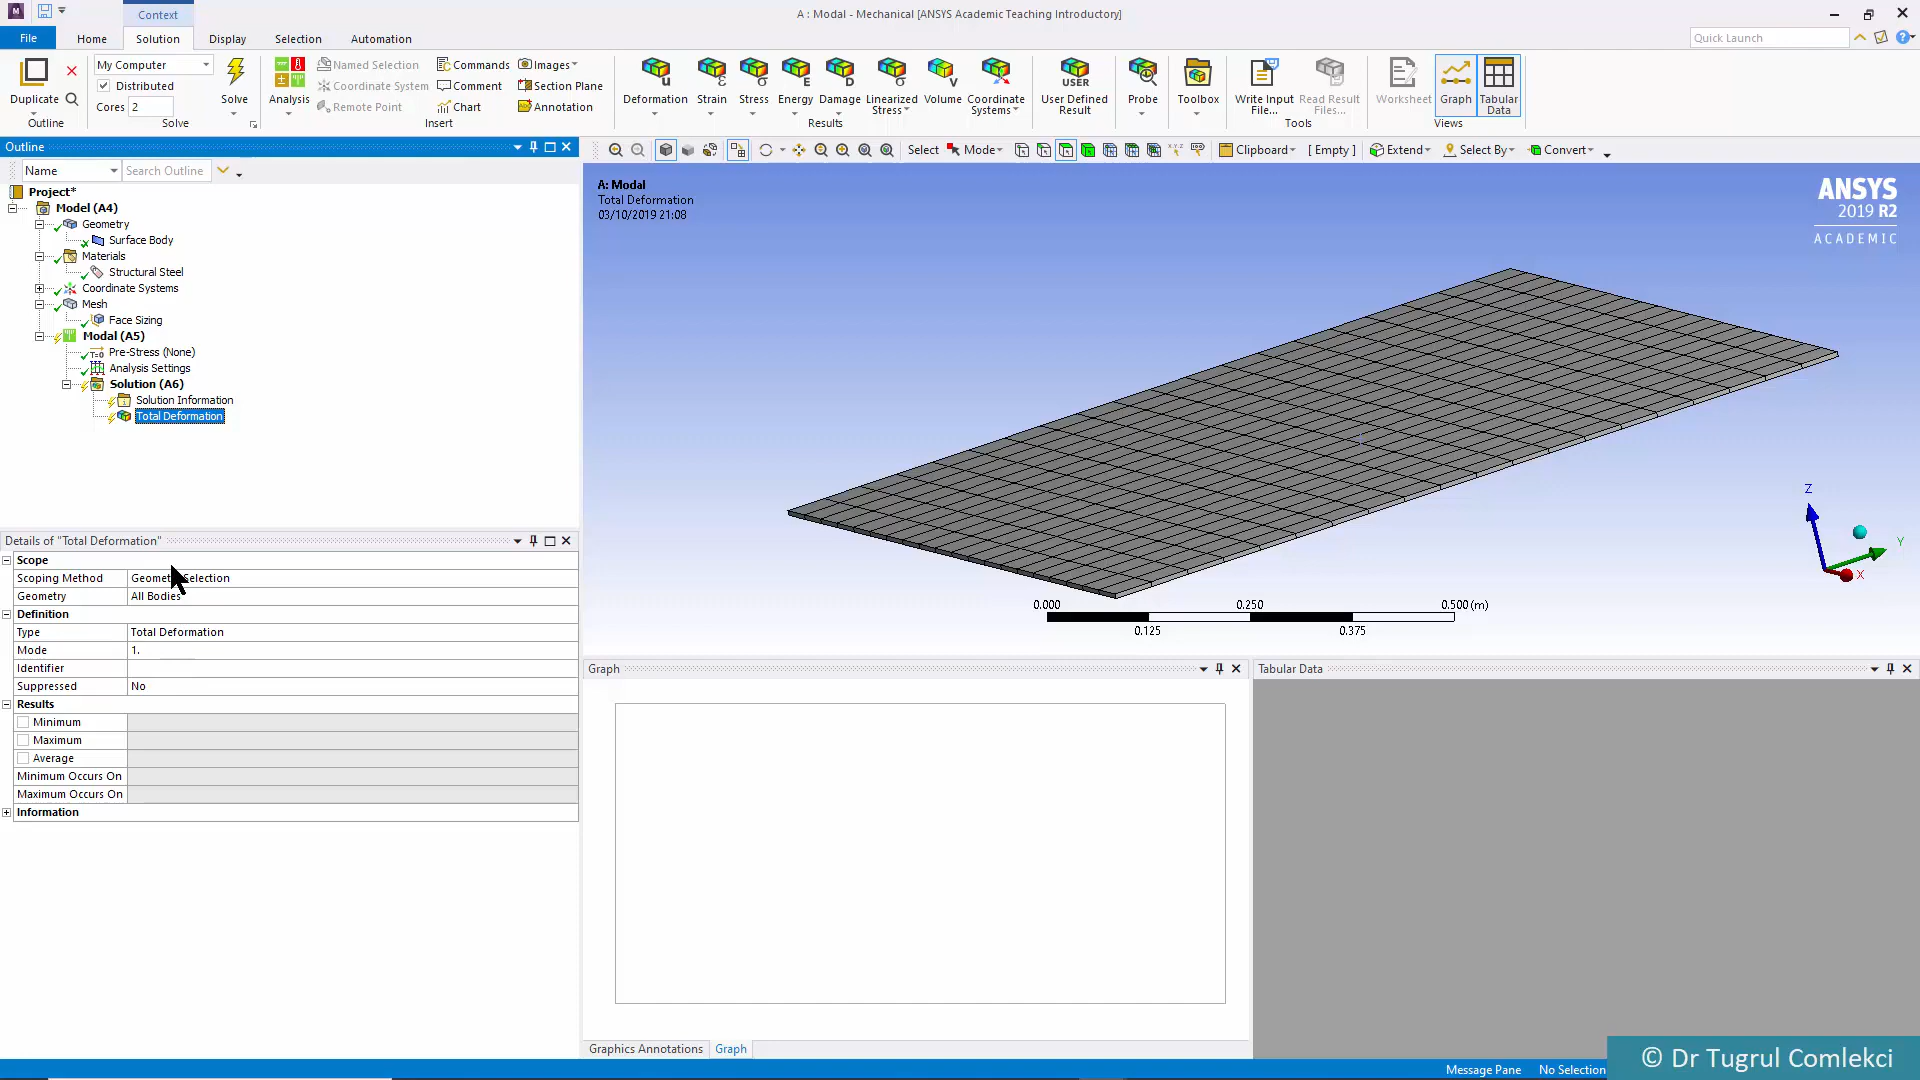 Context
A : Modal - Mechanical [ANSYS Academic Teaching Introductory]
File
Home
Solution
Display
Selection
Automation
Quick Launch
Duplicate
Outline
My Computer
Distributed
Cores 2
Solve
Solve
Analysis
Named Selection
Coordinate System
Remote Point
Commands
Comment
Chart
Images
Section Plane
Annotation
Insert
Deformation
Strain
Stress
Energy
Damage
Linearized
Stress
Volume
Coordinate
Systems
Results
USER
User Defined
Result
Probe
Toolbox
Write Input
File...
Read Result
Files...
Tools
Worksheet
Graph
Tabular
Data
Views
Outline
Name
Search Outline
Select
Mode
Clipboard
[ Empty ]
Extend
Select By
Convert
Project*
Model (A4)
Geometry
Surface Body
Materials
Structural Steel
Coordinate Systems
Mesh
Face Sizing
Modal (A5)
Pre-Stress (None)
Analysis Settings
Solution (A6)
Solution Information
Total Deformation
A: Modal
Total Deformation
03/10/2019 21:08
ANSYS
2019 R2
ACADEMIC
Z
Y
X
0.000
0.250
0.500 (m)
0.125
0.375
Details of "Total Deformation"
Scope
Scoping Method
Geometry
All Bodies
Definition
Type
Total Deformation
Mode
1.
Identifier
Suppressed
No
Results
Minimum
Maximum
Average
Minimum Occurs On
Maximum Occurs On
Information
Graph
Tabular Data
Graphics Annotations
Graph
Message Pane
No Selection
© Dr Tugrul Comlekci